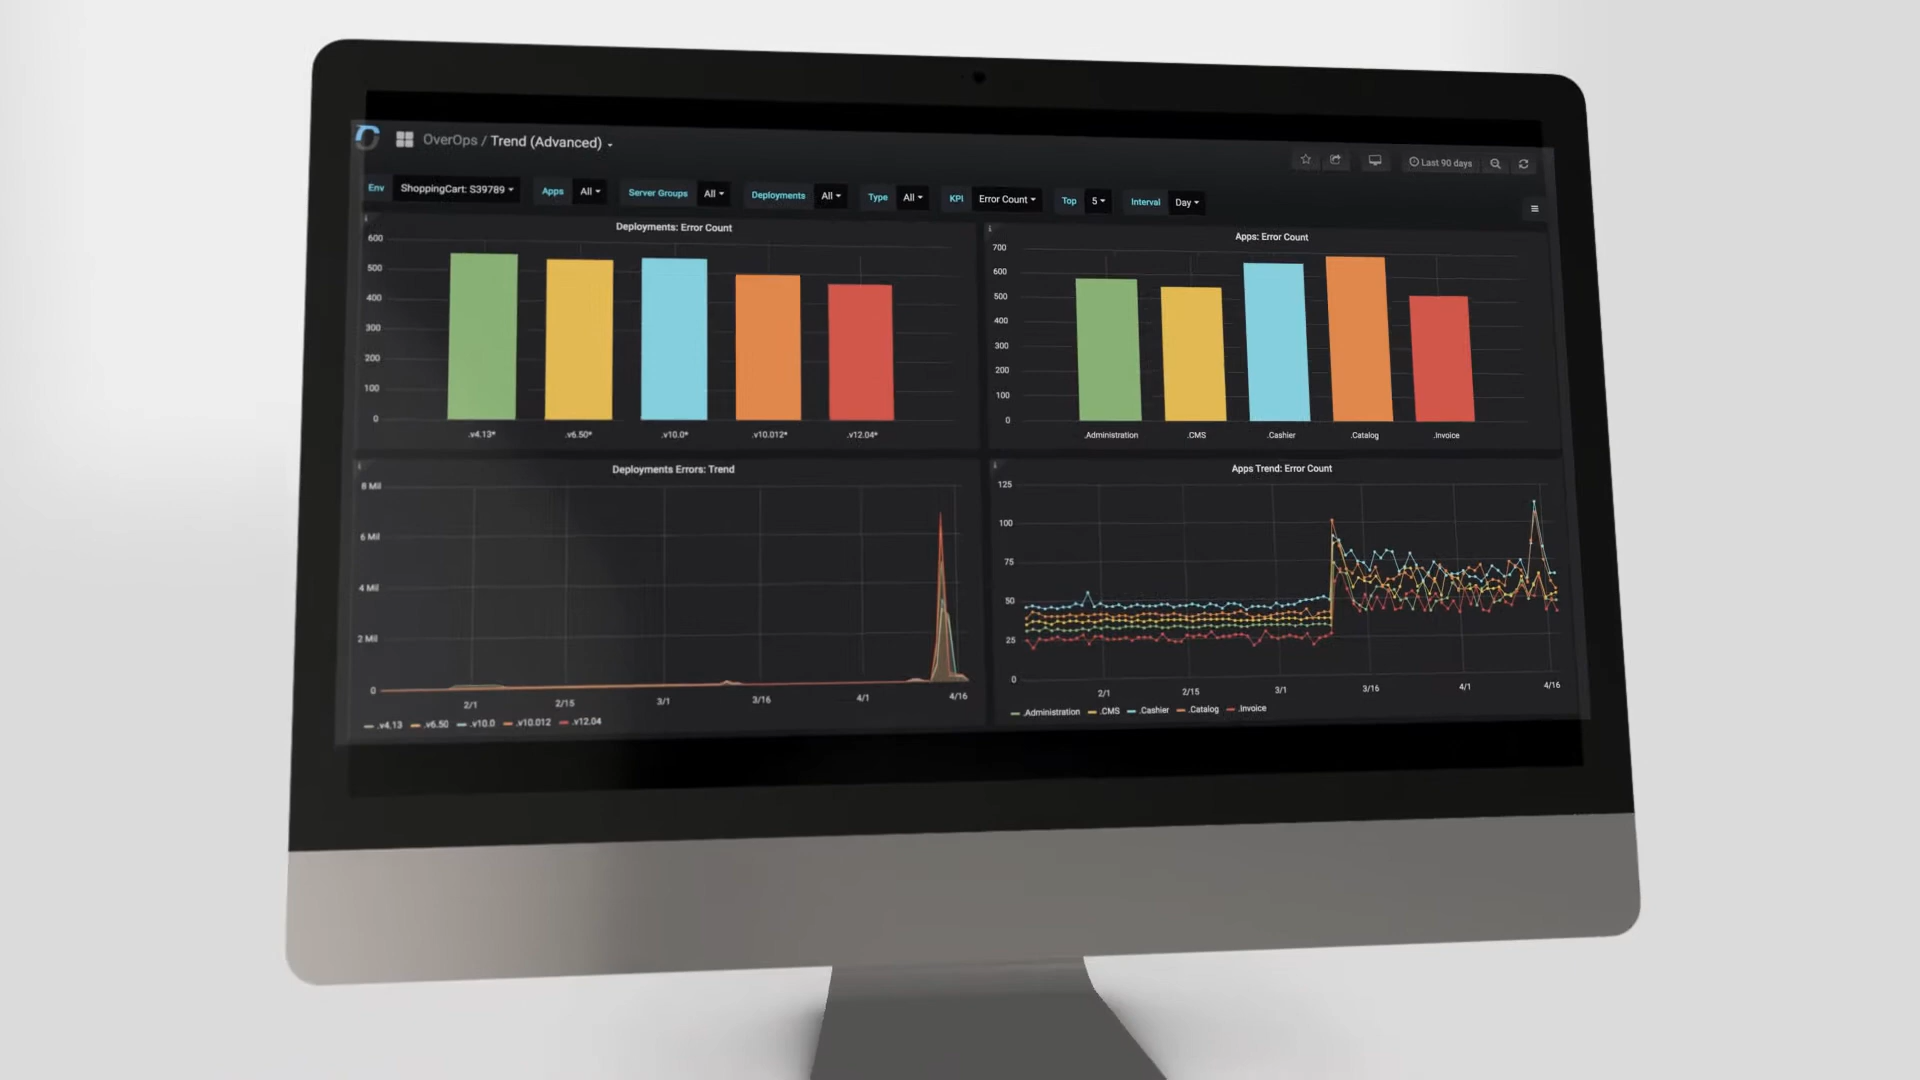 OverOps / Trend (Advanced)
Last 90 days
Env ShoppingCart: S39789 Apps All Server Groups All Deployments All Type All KPI Error Count Top 5 Interval Day
Deployments: Error Count
600
500
400
300
200
100
0
.v4.13* .v6.50* .v10.0* .v10.012* .v12.04*
Apps: Error Count
700
600
500
400
300
200
100
0
.Administration .CMS .Cashier .Catalog .Invoice
Deployments Errors: Trend
8 Mil
6 Mil
4 Mil
2 Mil
0
2/1 2/15 3/1 3/16 4/1 4/16
.v4.13 .v6.50 .v10.0 .v10.012 .v12.04
Apps Trend: Error Count
125
100
75
50
25
0
2/1 2/15 3/1 3/16 4/1 4/16
.Administration .CMS .Cashier .Catalog .Invoice